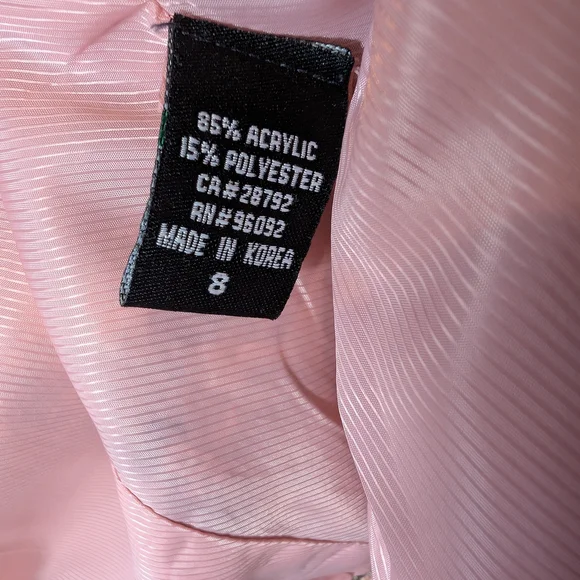 85% ACRYLIC
15% POLYESTER
CA#28792
RN#96092
MADE IN KOREA
8